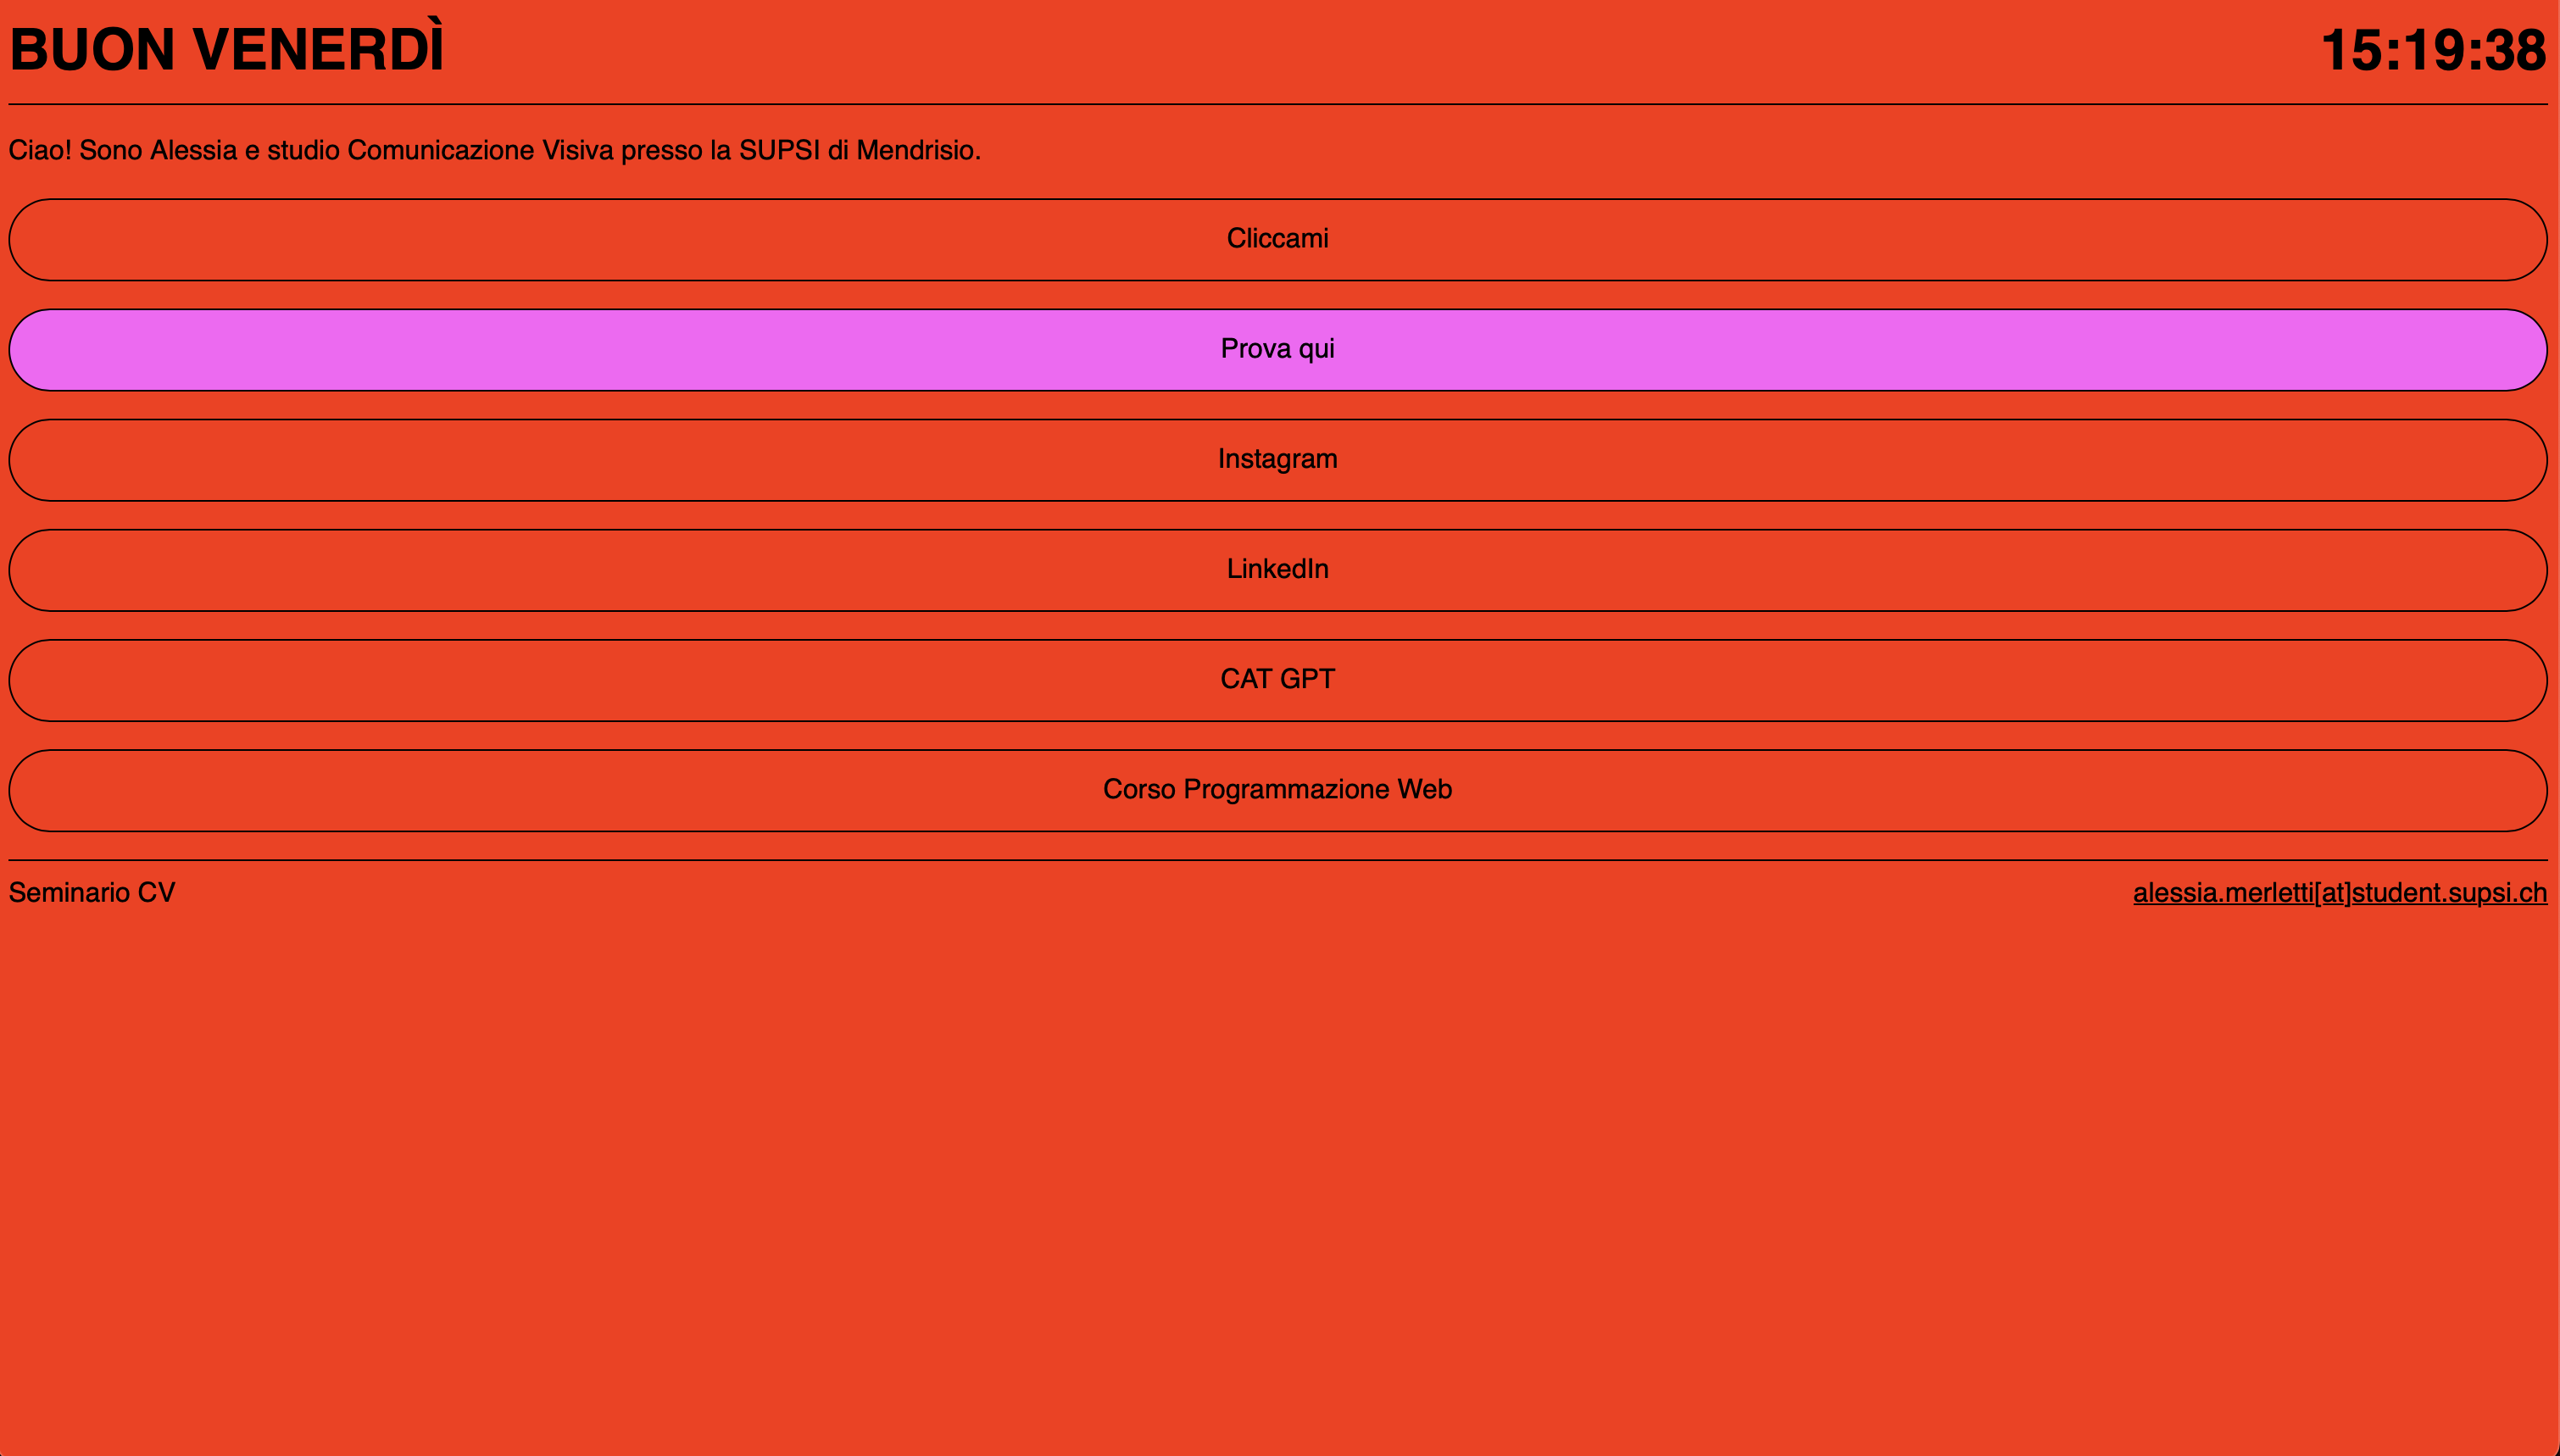 BUON VENERDÌ
15:19:38
Ciao! Sono Alessia e studio Comunicazione Visiva presso la SUPSI di Mendrisio.
Cliccami
Prova qui
Instagram
LinkedIn
CAT GPT
Corso Programmazione Web
Seminario CV
alessia.merletti[at]student.supsi.ch